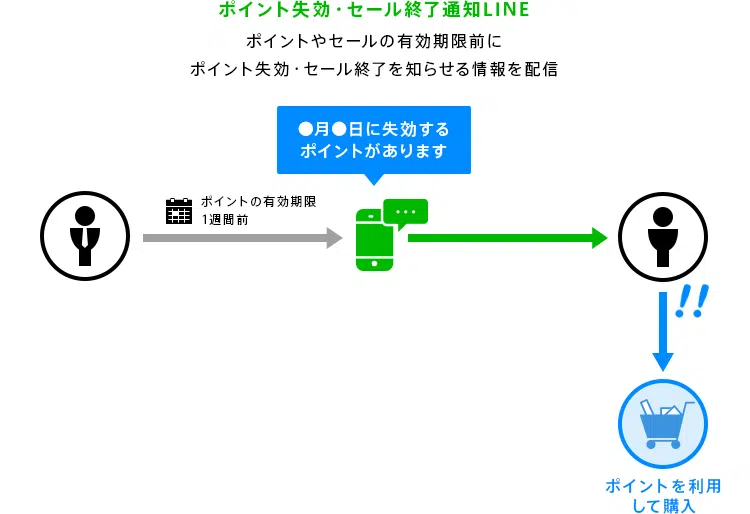 ポイント失効・セール終了通知LINE
ポイントやセールの有効期限前に
ポイント失効・セール終了を知らせる情報を配信
●月●日に失効する
ポイントがあります
ポイントの有効期限
1週間前
!!
ポイントを利用
して購入